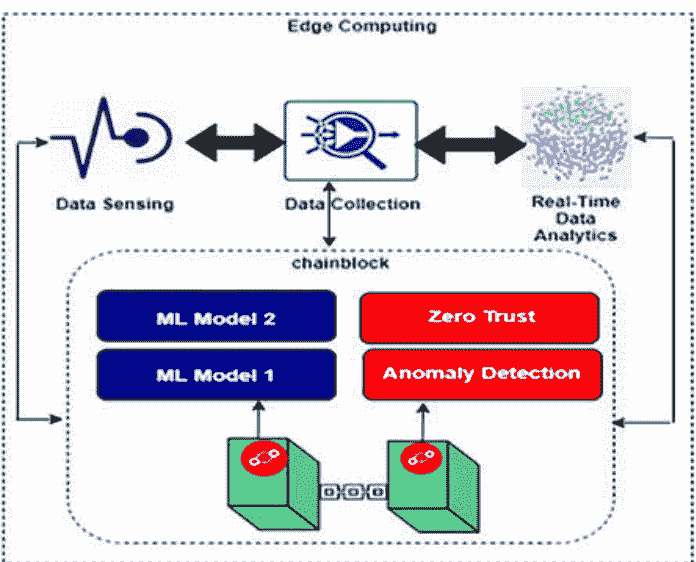 Edge Computing
Data Sensing
Data Collection
Real-Time
Data
Analytics
chainblock
ML Model 2
Zero Trust
ML Model 1
Anomaly Detection